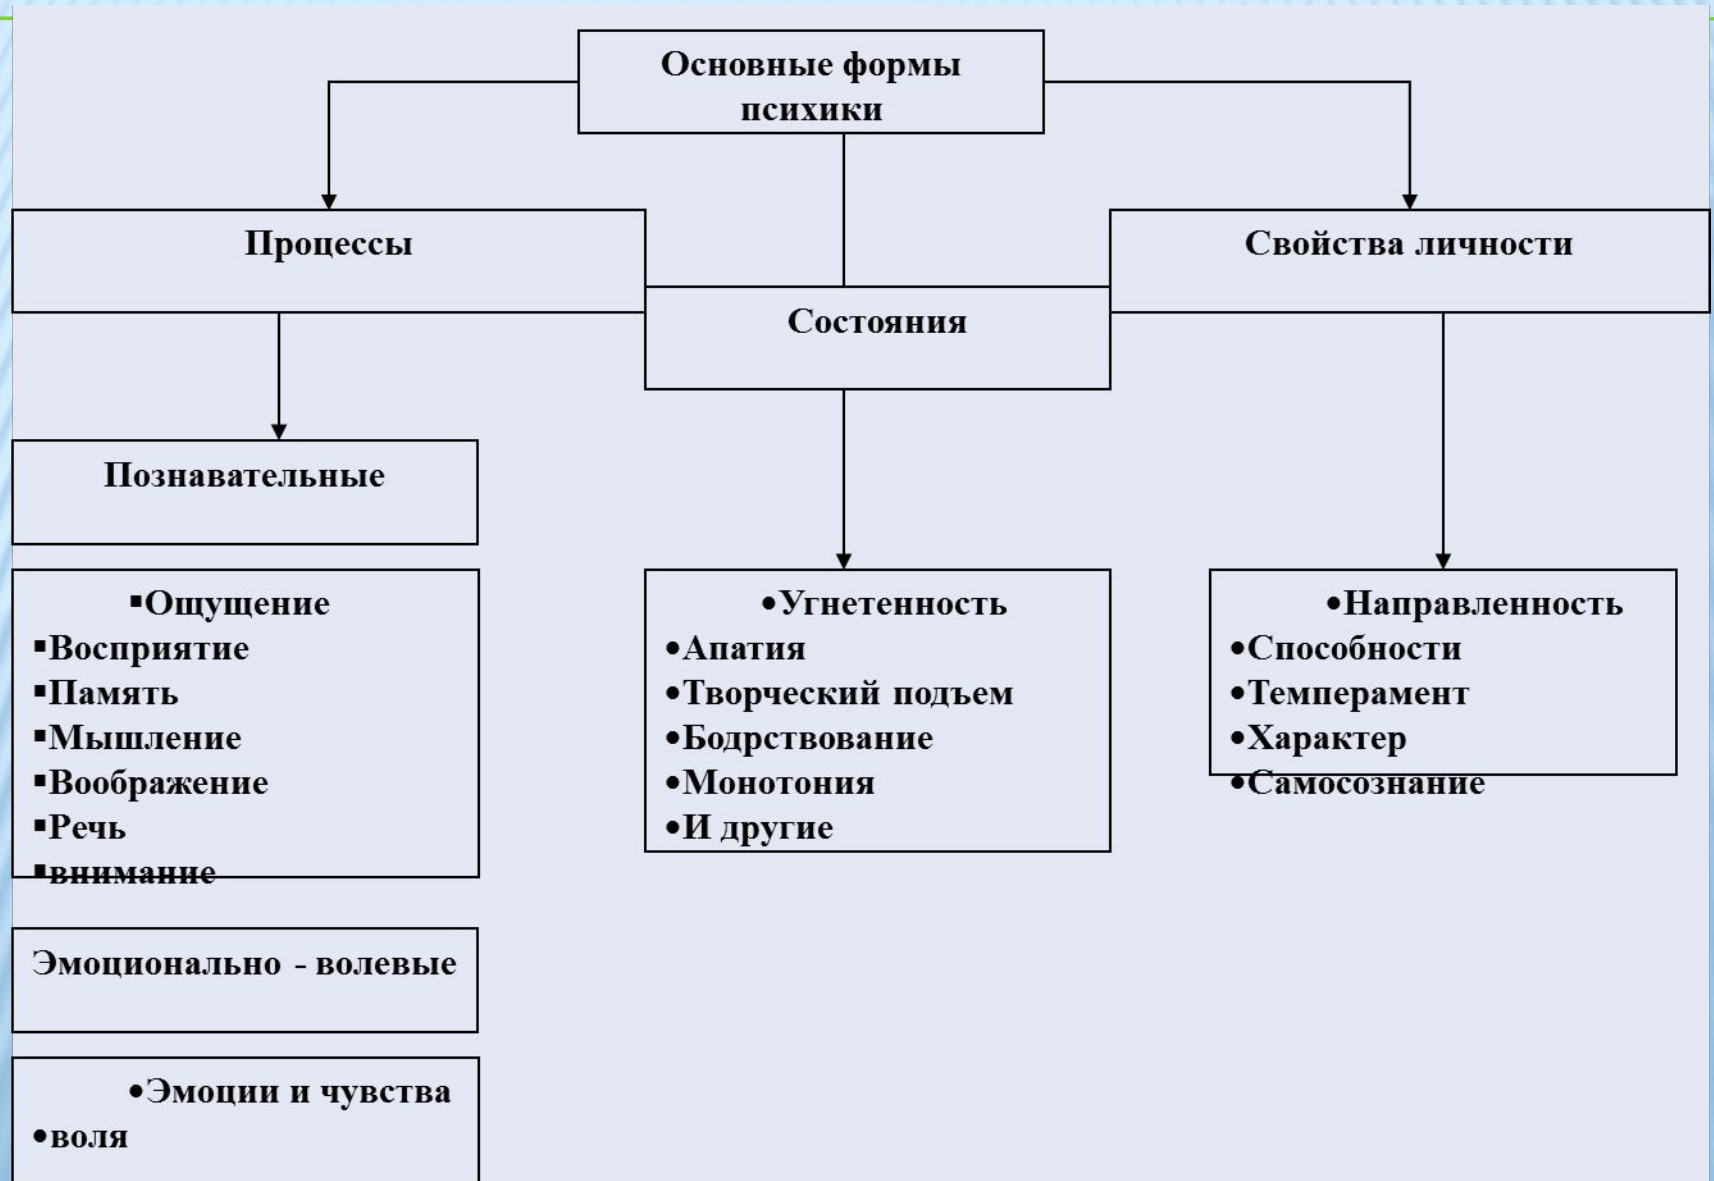 Основные формы
психики
Процессы
Свойства личности
Состояния
Познавательные
▪Ощущение
▪Восприятие
▪Память
▪Мышление
▪Воображение
▪Речь
▪внимание
•Угнетенность
•Апатия
•Творческий подъем
•Бодрствование
•Монотония
•И другие
•Направленность
•Способности
•Темперамент
•Характер
•Самосознание
Эмоционально - волевые
•Эмоции и чувства
•воля